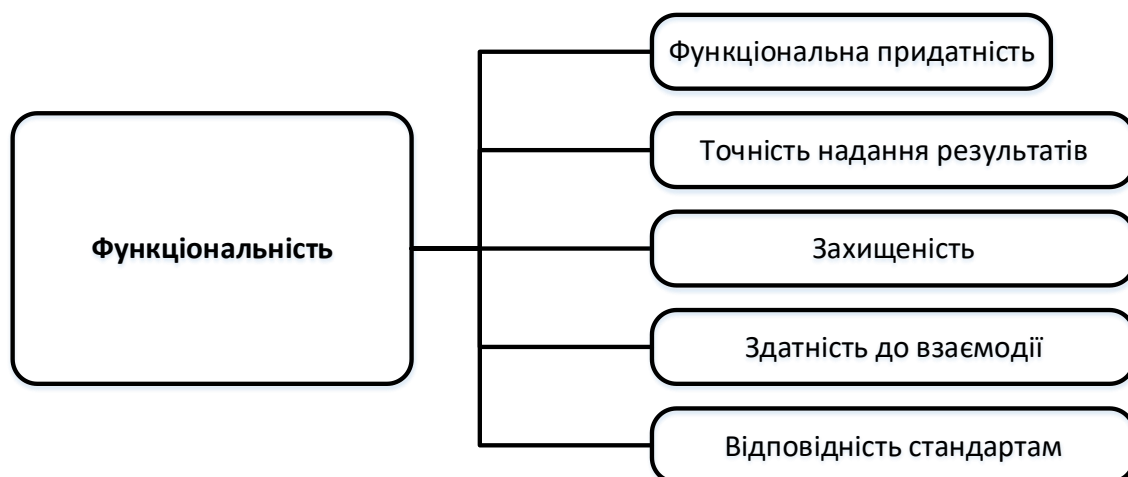 Функціональність
Функціональна придатність
Точність надання результатів
Захищеність
Здатність до взаємодії
Відповідність стандартам